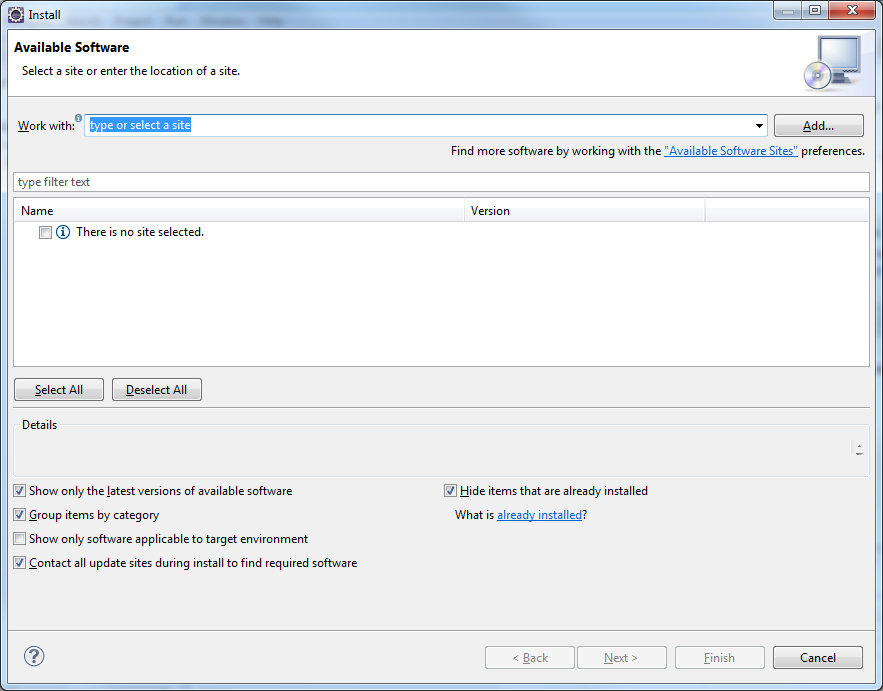 Install
Available Software
Select a site or enter the location of a site.
Work with: type or select a site Add...
Find more software by working with the "Available Software Sites" preferences.
type filter text
Name Version
There is no site selected.
Select All Deselect All
Details
Show only the latest versions of available software Hide items that are already installed
Group items by category What is already installed?
Show only software applicable to target environment
Contact all update sites during install to find required software
? < Back Next > Finish Cancel